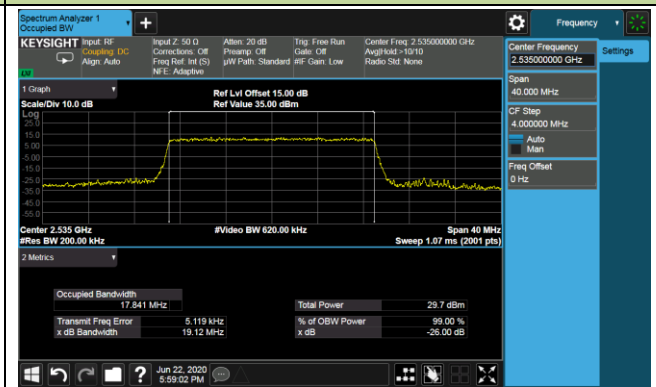 Spectrum Analyzer 1
Occupied BW
+
Frequency
KEYSIGHT
Input: RF
Coupling: DC
Align: Auto
Input Z: 50 Ω
Corrections: Off
Freq Ref: Int (S)
NFE: Adaptive
Atten: 20 dB
Preamp: Off
µW Path: Standard
Trig: Free Run
Gate: Off
#IF Gain: Low
Center Freq: 2.535000000 GHz
Avg|Hold:>10/10
Radio Std: None
Center Frequency
2.535000000 GHz
Settings
Span
40.000 MHz
CF Step
4.000000 MHz
Auto
Man
Freq Offset
0 Hz
1 Graph
Scale/Div 10.0 dB
Ref Lvl Offset 15.00 dB
Ref Value 35.00 dBm
Log
25.0
15.0
5.00
-5.00
-15.0
-25.0
-35.0
-45.0
-55.0
Center 2.535 GHz
#Video BW 620.00 kHz
Span 40 MHz
#Res BW 200.00 kHz
Sweep 1.07 ms (2001 pts)
2 Metrics
Occupied Bandwidth
17.841 MHz
Total Power 29.7 dBm
Transmit Freq Error 5.119 kHz
% of OBW Power 99.00 %
x dB Bandwidth 19.12 MHz
x dB -26.00 dB
?
Jun 22, 2020
5:59:02 PM